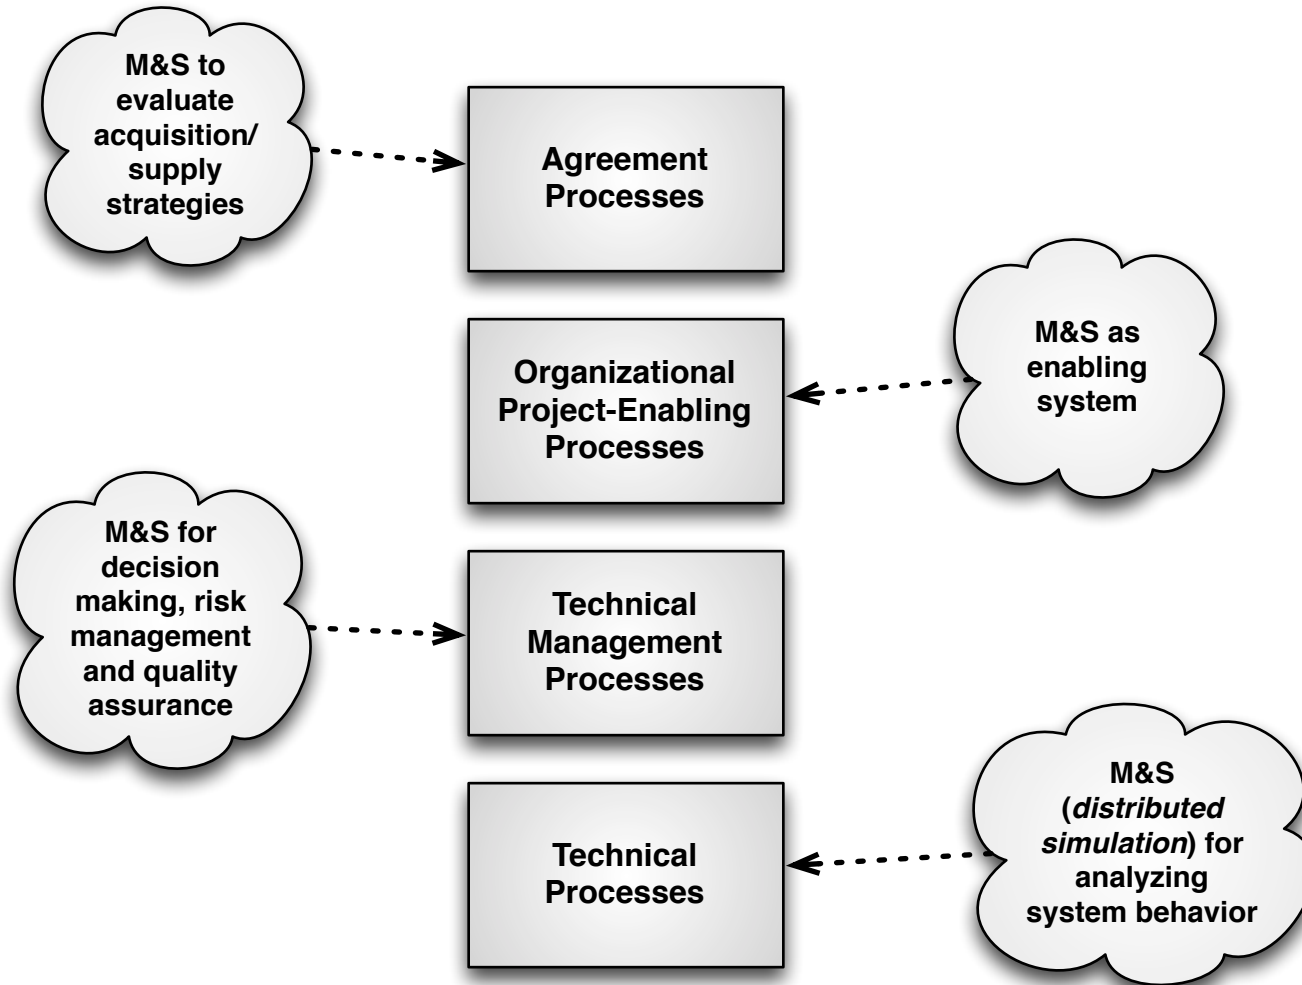 M&S to
evaluate
acquisition/
supply
strategies
Agreement
Processes
Organizational
Project-Enabling
Processes
M&S as
enabling
system
M&S for
decision
making, risk
management
and quality
assurance
Technical
Management
Processes
Technical
Processes
M&S
(distributed
simulation) for
analyzing
system behavior